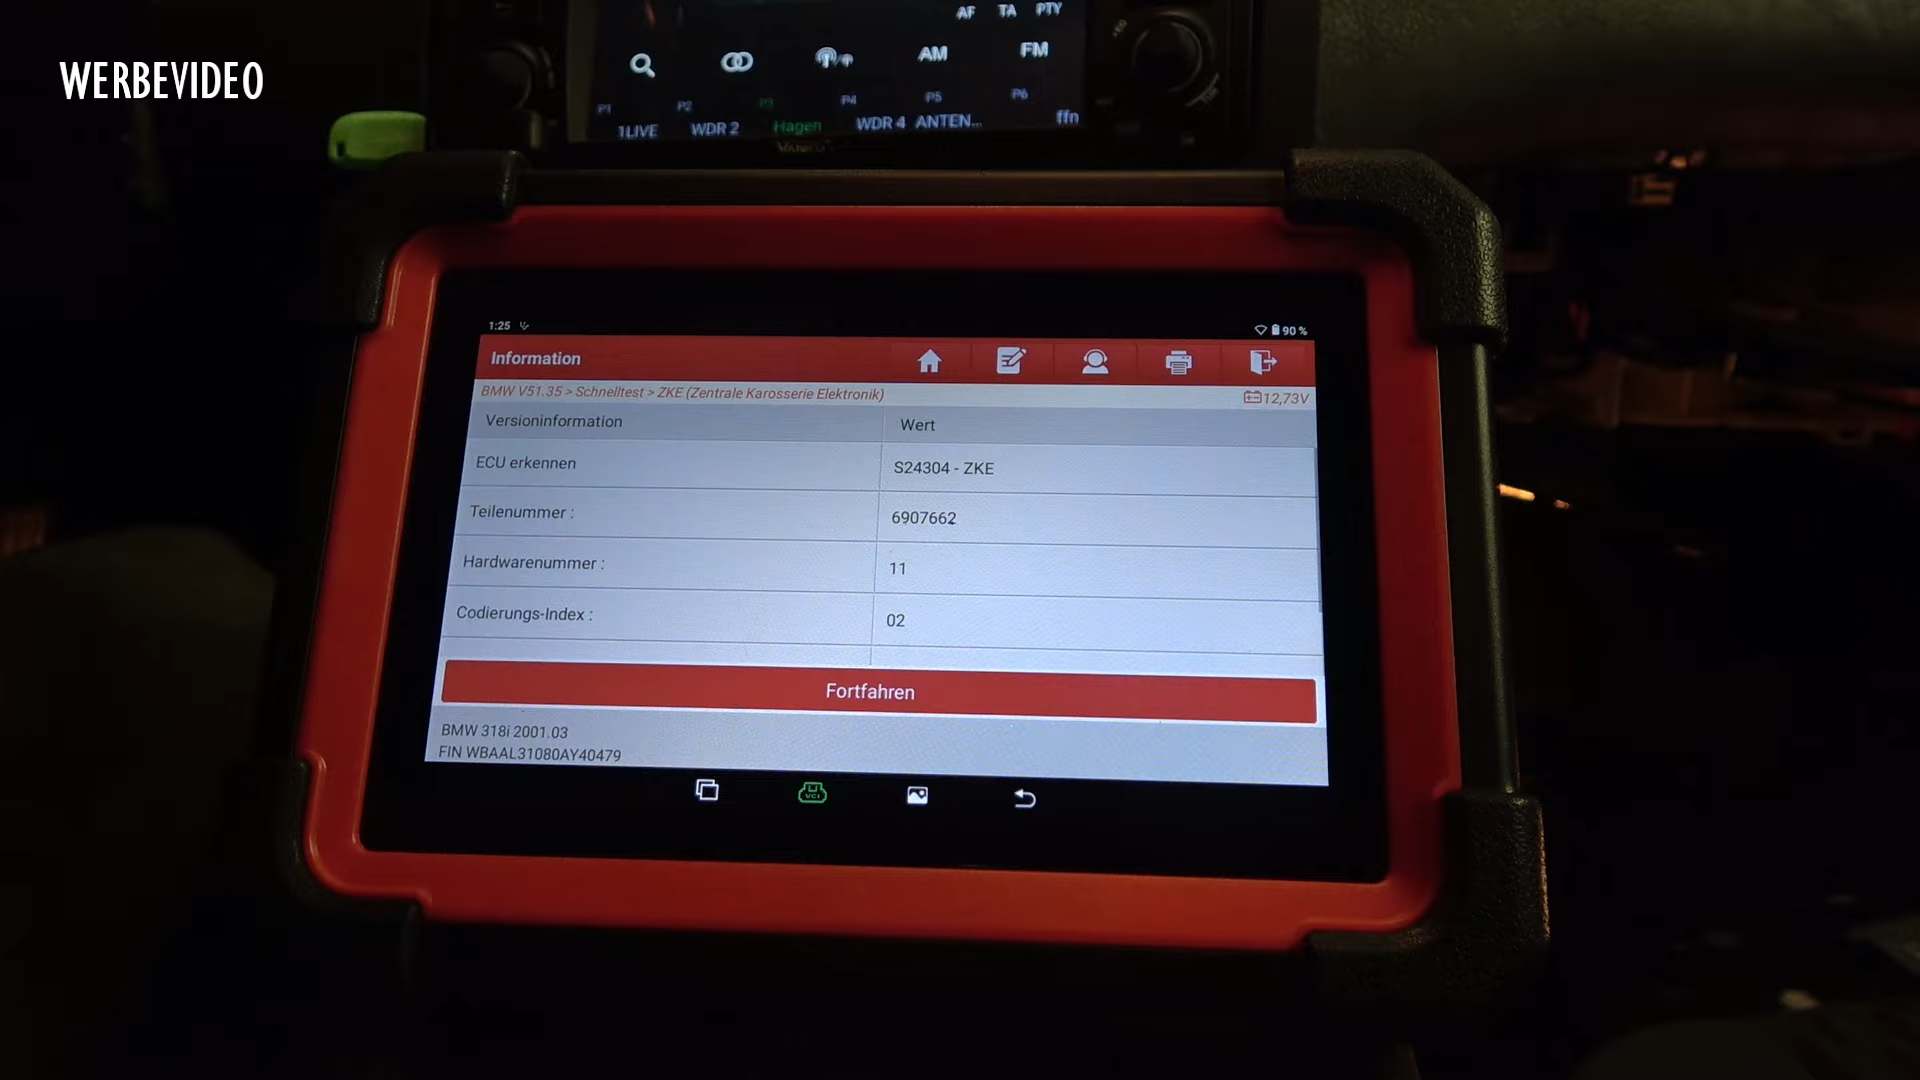 WERBEVIDEO
AF TA PTY
AM FM
P1 P2 P3 P4 P5 P6
1LIVE WDR 2 Hagen WDR 4 ANTEN... ffn
1:25 90 %
Information
BMW V51.35 > Schnelltest > ZKE (Zentrale Karosserie Elektronik) 12,73V
Versioninformation Wert
ECU erkennen S24304 - ZKE
Teilenummer : 6907662
Hardwarenummer : 11
Codierungs-Index : 02
Fortfahren
BMW 318i 2001.03
FIN WBAAL31080AY40479
VCI